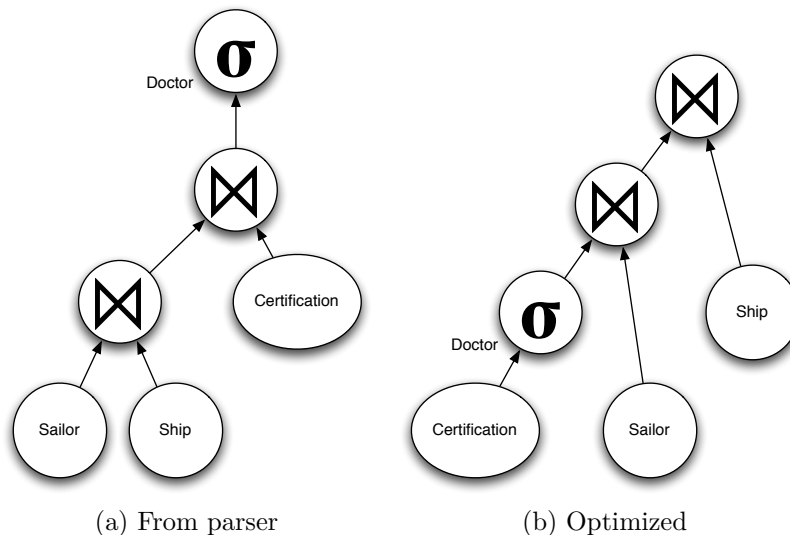 σ
Doctor
⋈
⋈
Certification
Sailor
Ship
(a) From parser
⋈
⋈
Ship
σ
Doctor
Certification
Sailor
(b) Optimized